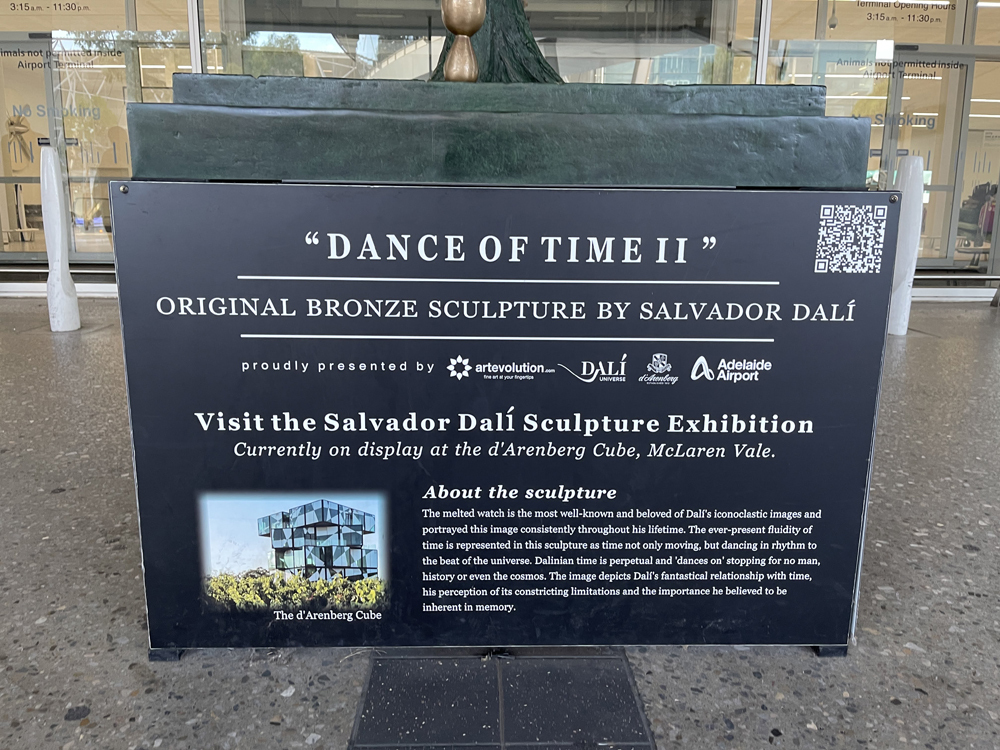 3:15a.m. - 11:30p.m.
Animals not permitted inside
Airport Terminal
No Smoking
Terminal Opening Hours
3:15a.m. - 11:30p.m.
Animals not permitted inside
Airport Terminal
No Smoking
“DANCE OF TIME II”
ORIGINAL BRONZE SCULPTURE BY SALVADOR DALÍ
proudly presented by artevolution.com fine art at your fingertips DALÍ UNIVERSE d'Arenberg Adelaide Airport
Visit the Salvador Dalí Sculpture Exhibition
Currently on display at the d'Arenberg Cube, McLaren Vale.
About the sculpture
The melted watch is the most well-known and beloved of Dalí's iconoclastic images and
portrayed this image consistently throughout his lifetime. The ever-present fluidity of
time is represented in this sculpture as time not only moving, but dancing in rhythm to
the beat of the universe. Dalinian time is perpetual and 'dances on' stopping for no man,
history or even the cosmos. The image depicts Dalí's fantastical relationship with time,
his perception of its constricting limitations and the importance he believed to be
inherent in memory.
The d'Arenberg Cube